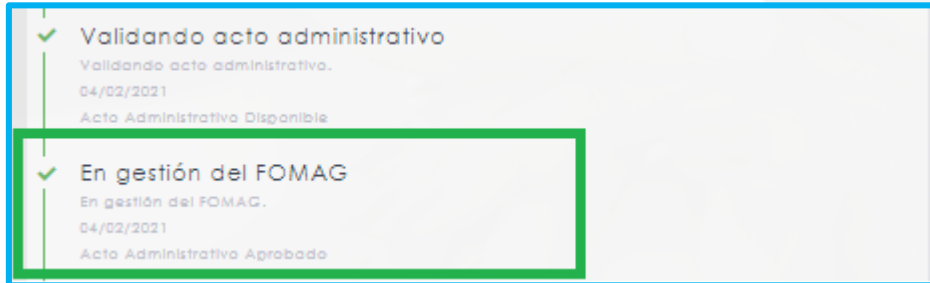 Validando acto administrativo
Validando acto administrativo.
04/02/2021
Acto Administrativo Disponible
En gestión del FOMAG
En gestión del FOMAG.
04/02/2021
Acto Administrativo Aprobado